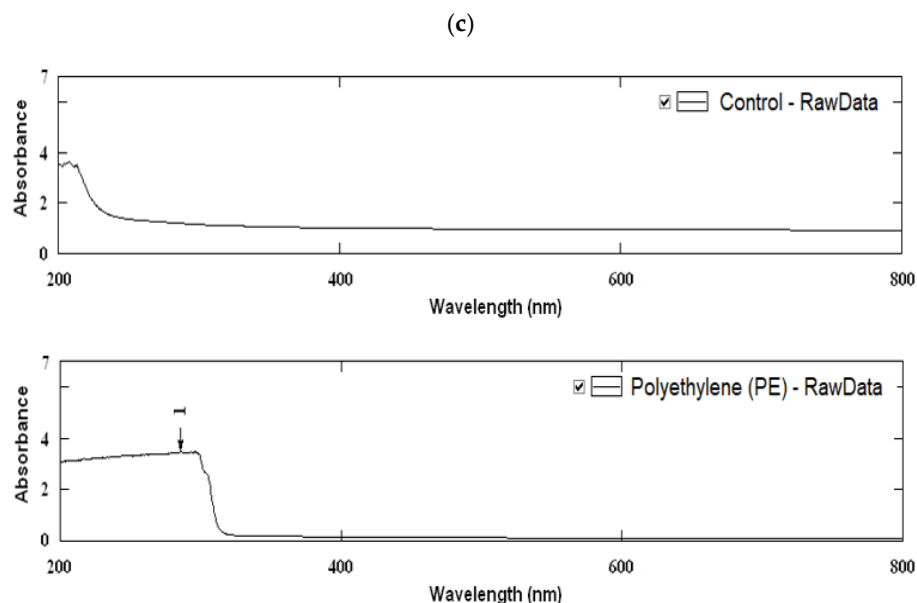 (c)
7
Control - RawData
4
2
0
Absorbance
200 400 600 800
Wavelength (nm)
7
Polyethylene (PE) - RawData
1
4
2
0
Absorbance
200 400 600 800
Wavelength (nm)